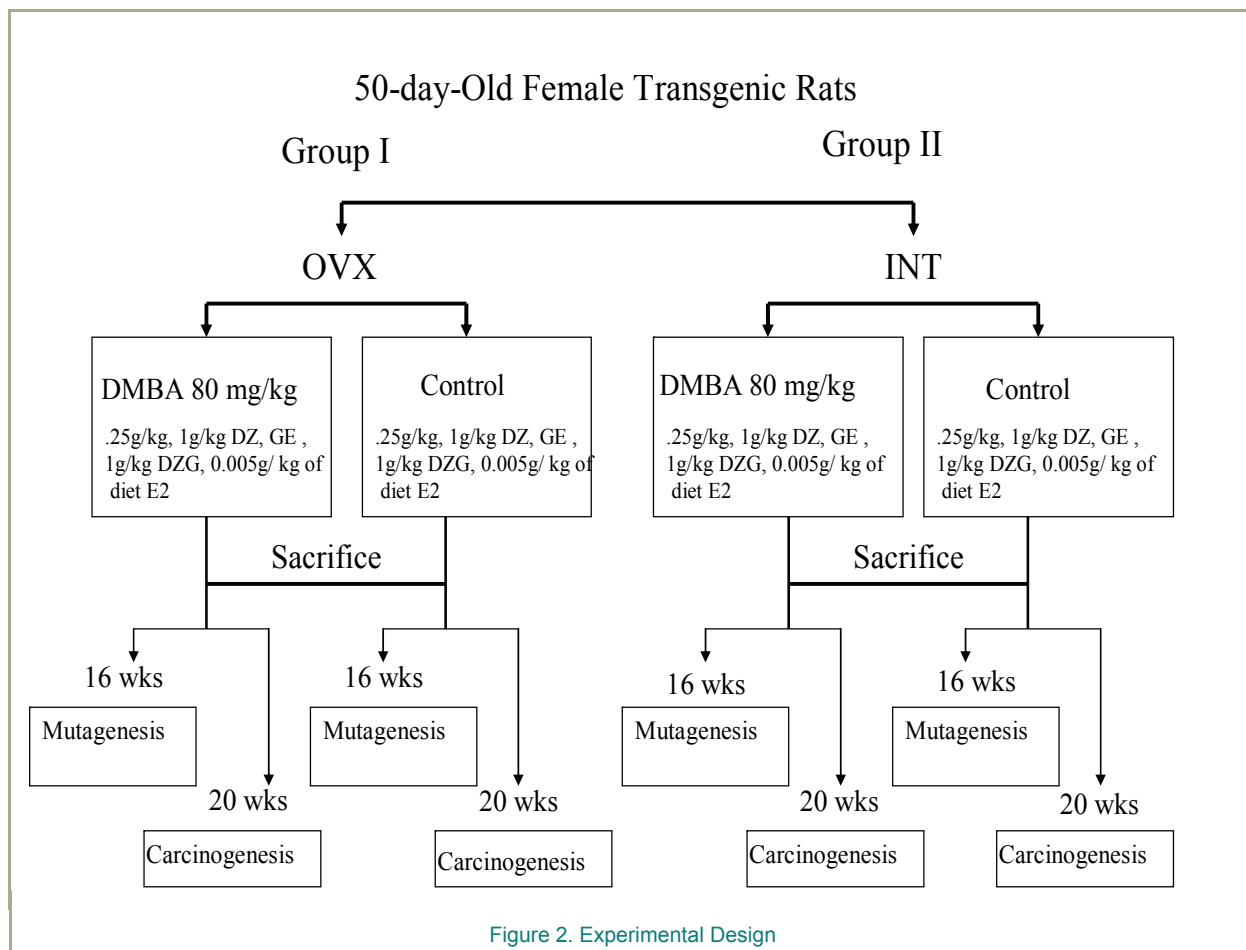 50-day-Old Female Transgenic Rats
Group I
Group II
OVX
INT
DMBA 80 mg/kg
.25g/kg, 1g/kg DZ, GE ,
1g/kg DZG, 0.005g/ kg of
diet E2
Control
.25g/kg, 1g/kg DZ, GE ,
1g/kg DZG, 0.005g/ kg of
diet E2
DMBA 80 mg/kg
.25g/kg, 1g/kg DZ, GE ,
1g/kg DZG, 0.005g/ kg of
diet E2
Control
.25g/kg, 1g/kg DZ, GE ,
1g/kg DZG, 0.005g/ kg of
diet E2
Sacrifice
Sacrifice
16 wks
16 wks
16 wks
16 wks
Mutagenesis
Mutagenesis
Mutagenesis
Mutagenesis
20 wks
20 wks
20 wks
20 wks
Carcinogenesis
Carcinogenesis
Carcinogenesis
Carcinogenesis
Figure 2. Experimental Design